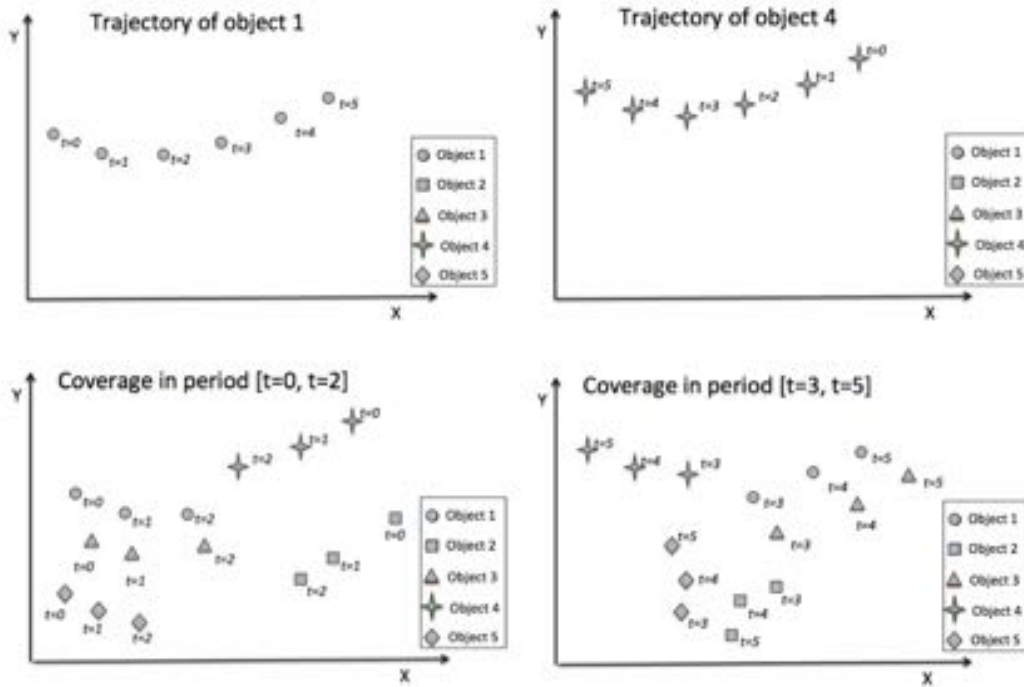 Trajectory of object 1
Y
t=0
t=1
t=2
t=3
t=4
t=5
Object 1
Object 2
Object 3
Object 4
Object 5
X
Trajectory of object 4
Y
t=5
t=4
t=3
t=2
t=1
t=0
Object 1
Object 2
Object 3
Object 4
Object 5
X
Coverage in period [t=0, t=2]
Y
t=0
t=1
t=2
t=0
t=1
t=2
t=0
t=1
t=2
t=0
t=1
t=2
t=0
t=1
t=2
Object 1
Object 2
Object 3
Object 4
Object 5
X
Coverage in period [t=3, t=5]
Y
t=5
t=4
t=3
t=3
t=4
t=5
t=3
t=4
t=5
t=5
t=4
t=3
t=3
t=4
t=5
Object 1
Object 2
Object 3
Object 4
Object 5
X